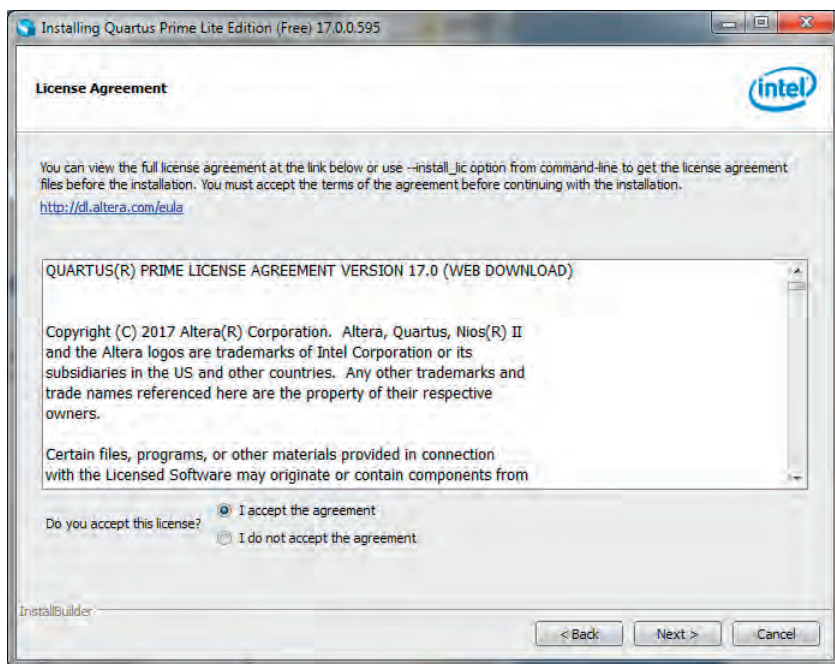 Installing Quartus Prime Lite Edition (Free) 17.0.0.595
License Agreement
intel
You can view the full license agreement at the link below or use --install_lic option from command-line to get the license agreement
files before the installation. You must accept the terms of the agreement before continuing with the installation.
http://dl.altera.com/eula
QUARTUS(R) PRIME LICENSE AGREEMENT VERSION 17.0 (WEB DOWNLOAD)
Copyright (C) 2017 Altera(R) Corporation. Altera, Quartus, Nios(R) II
and the Altera logos are trademarks of Intel Corporation or its
subsidiaries in the US and other countries. Any other trademarks and
trade names referenced here are the property of their respective
owners.
Certain files, programs, or other materials provided in connection
with the Licensed Software may originate or contain components from
Do you accept this license?
I accept the agreement
I do not accept the agreement
InstallBuilder
< Back Next > Cancel